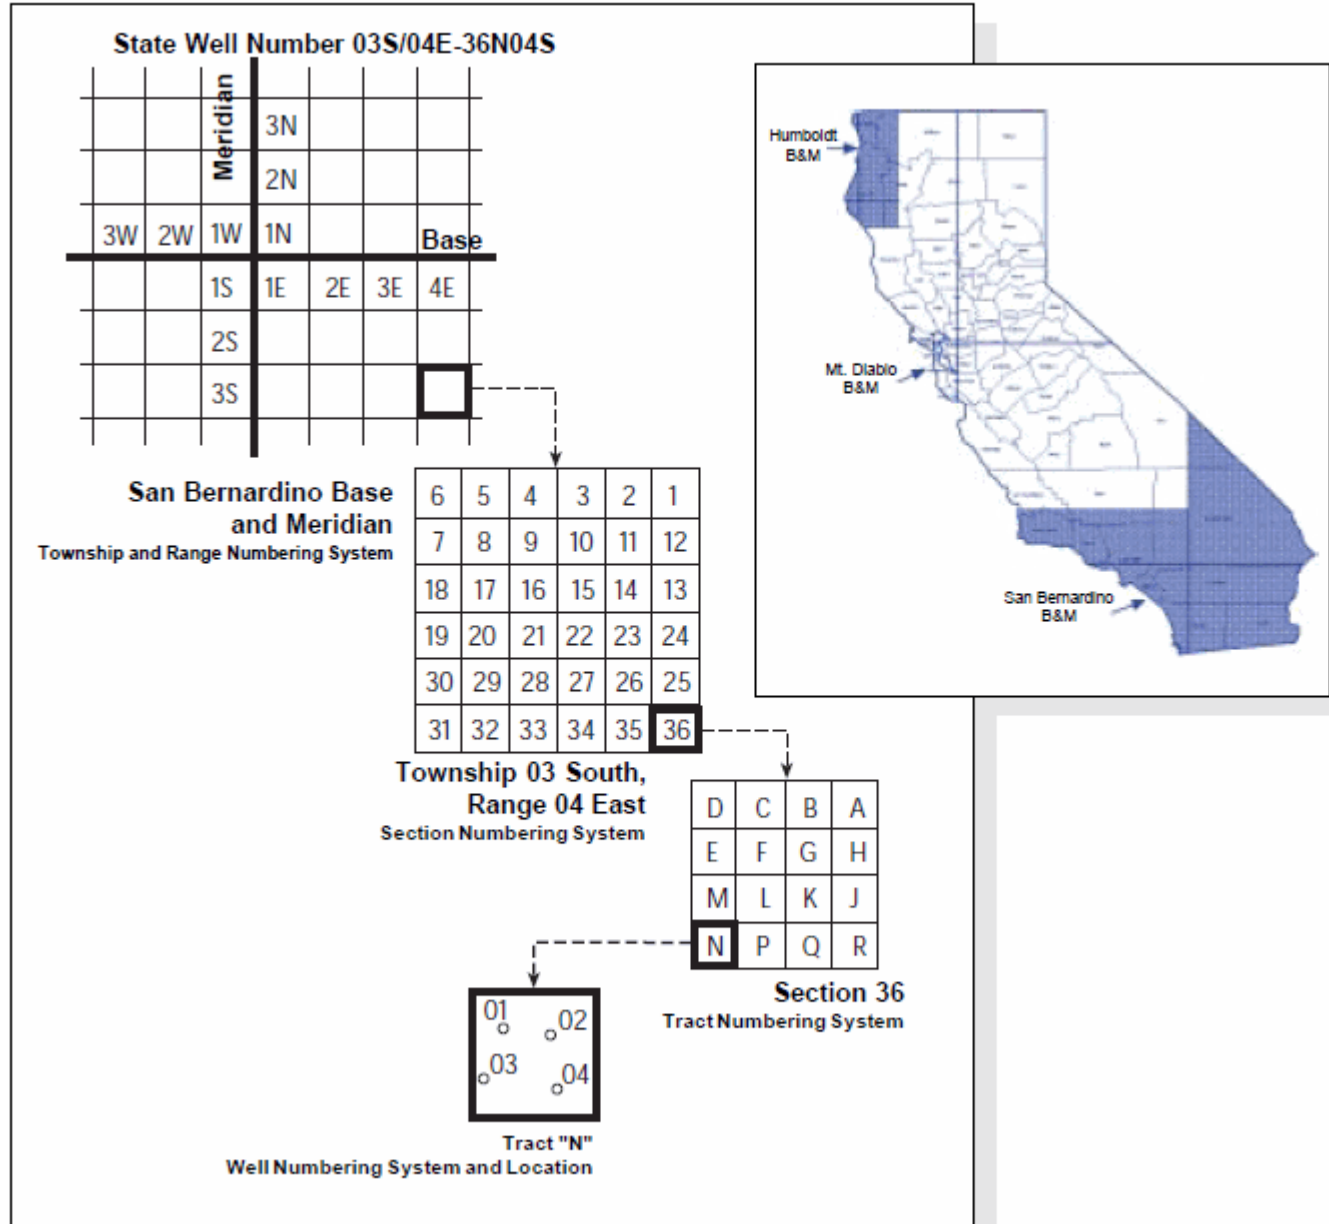 State Well Number 03S/04E-36N04S
Meridian
3N
2N
3W 2W 1W 1N Base
1S 1E 2E 3E 4E
2S
3S
San Bernardino Base
and Meridian
Township and Range Numbering System
6 5 4 3 2 1
7 8 9 10 11 12
18 17 16 15 14 13
19 20 21 22 23 24
30 29 28 27 26 25
31 32 33 34 35 36
Township 03 South,
Range 04 East
Section Numbering System
D C B A
E F G H
M L K J
N P Q R
Section 36
Tract Numbering System
01 02
03 04
Tract "N"
Well Numbering System and Location
Humboldt
B&M
Mt. Diablo
B&M
San Bernardino
B&M